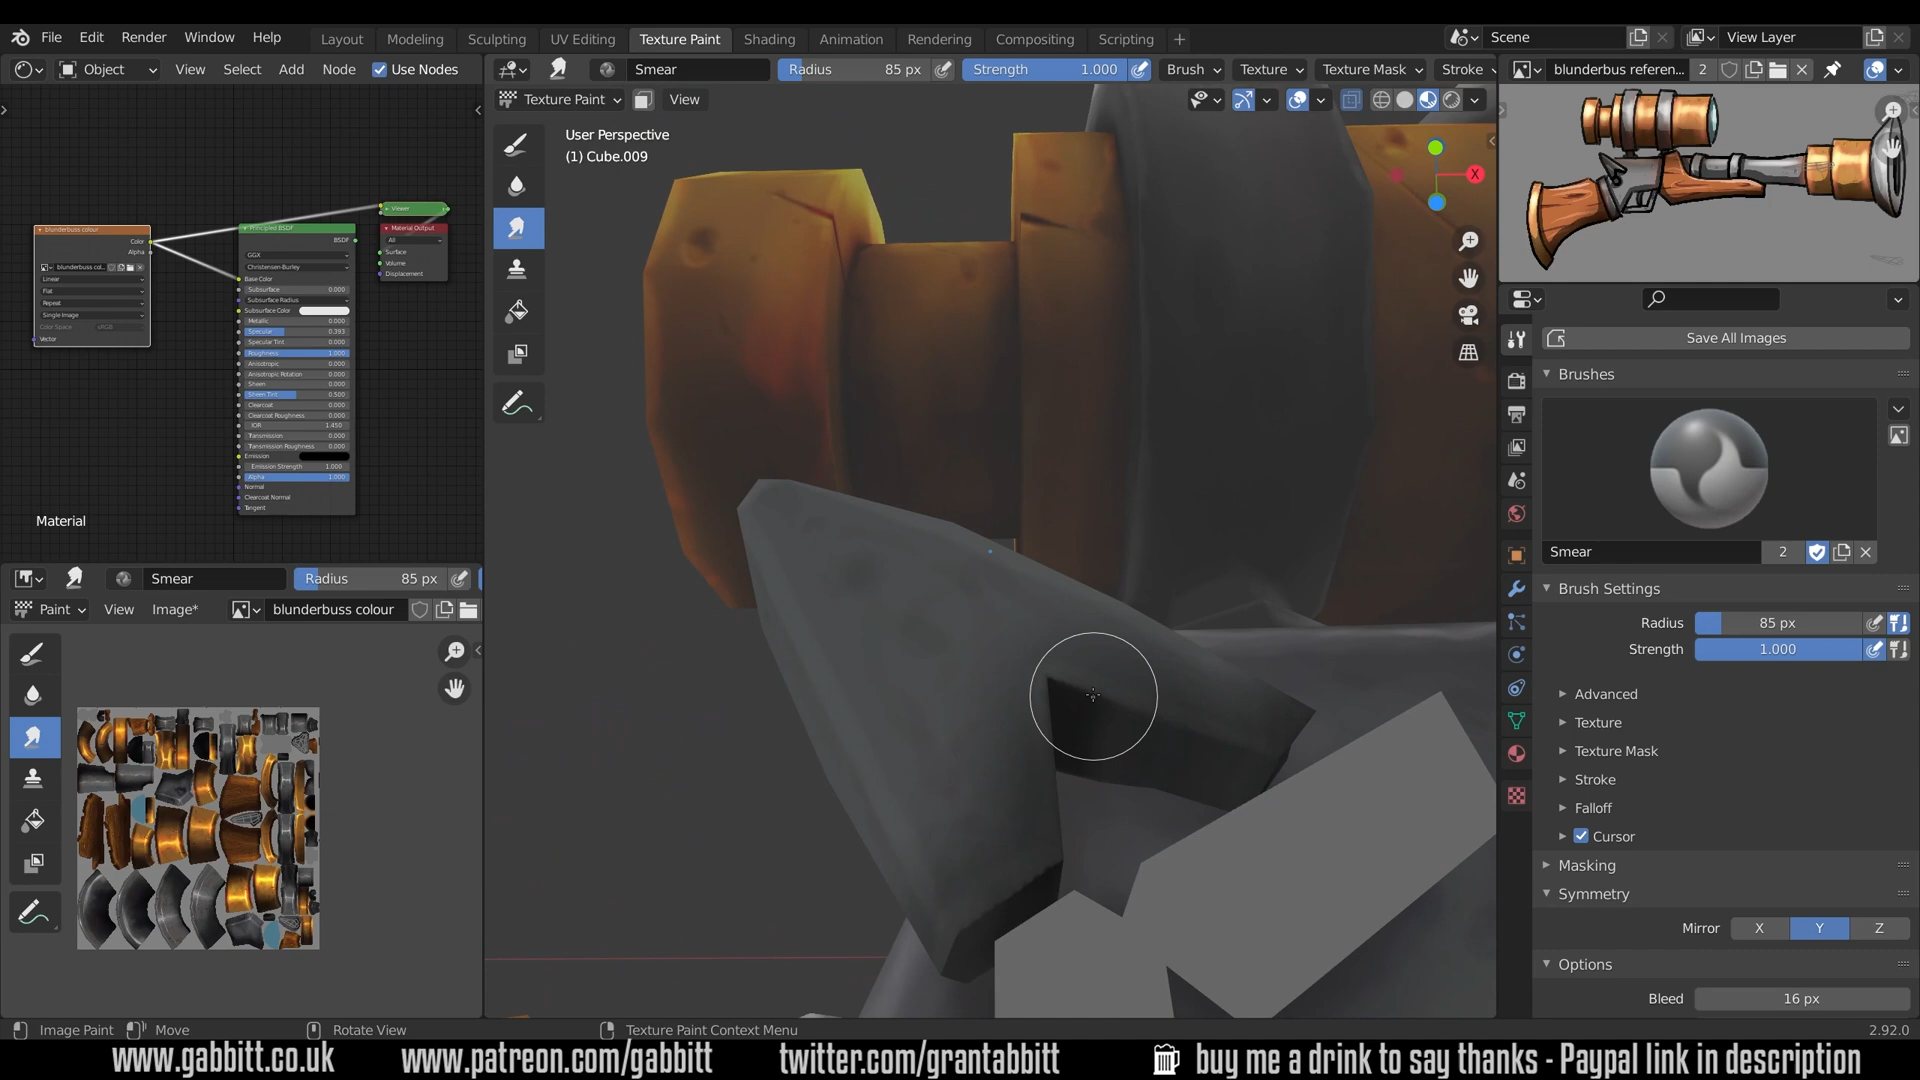 File Edit Render Window Help
Layout Modeling Sculpting UV Editing Texture Paint Shading Animation Rendering Compositing Scripting +
Scene View Layer
Object View Select Add Node Use Nodes
Smear Radius 85 px Strength 1.000 Brush Texture Texture Mask Stroke
blunderbus referen... 2
Texture Paint View
User Perspective
(1) Cube.009
X
blunderbuss colour
Color
Alpha
blunderbuss col...
Linear
Flat
Repeat
Single Image
Color Space sRGB
Vector
Principled BSDF
BSDF
GGX
Christensen-Burley
Base Color
Subsurface 0.000
Subsurface Radius
Subsurface Color
Metallic 0.000
Specular 0.393
Specular Tint 0.000
Roughness 1.000
Anisotropic 0.000
Anisotropic Rotation 0.000
Sheen 0.000
Sheen Tint 0.500
Clearcoat 0.000
Clearcoat Roughness 0.000
IOR 1.450
Transmission 0.000
Transmission Roughness 0.000
Emission
Emission Strength 1.000
Alpha 1.000
Normal
Clearcoat Normal
Tangent
Viewer
Material Output
All
Surface
Volume
Displacement
Material
Smear Radius 85 px
Paint View Image* blunderbuss colour
Save All Images
Brushes
Smear 2
Brush Settings
Radius 85 px
Strength 1.000
Advanced
Texture
Texture Mask
Stroke
Falloff
Cursor
Masking
Symmetry
Mirror X Y Z
Options
Bleed 16 px
Image Paint Move Rotate View Texture Paint Context Menu 2.92.0
www.gabbitt.co.uk www.patreon.com/gabbitt twitter.com/grantabbitt buy me a drink to say thanks - Paypal link in description